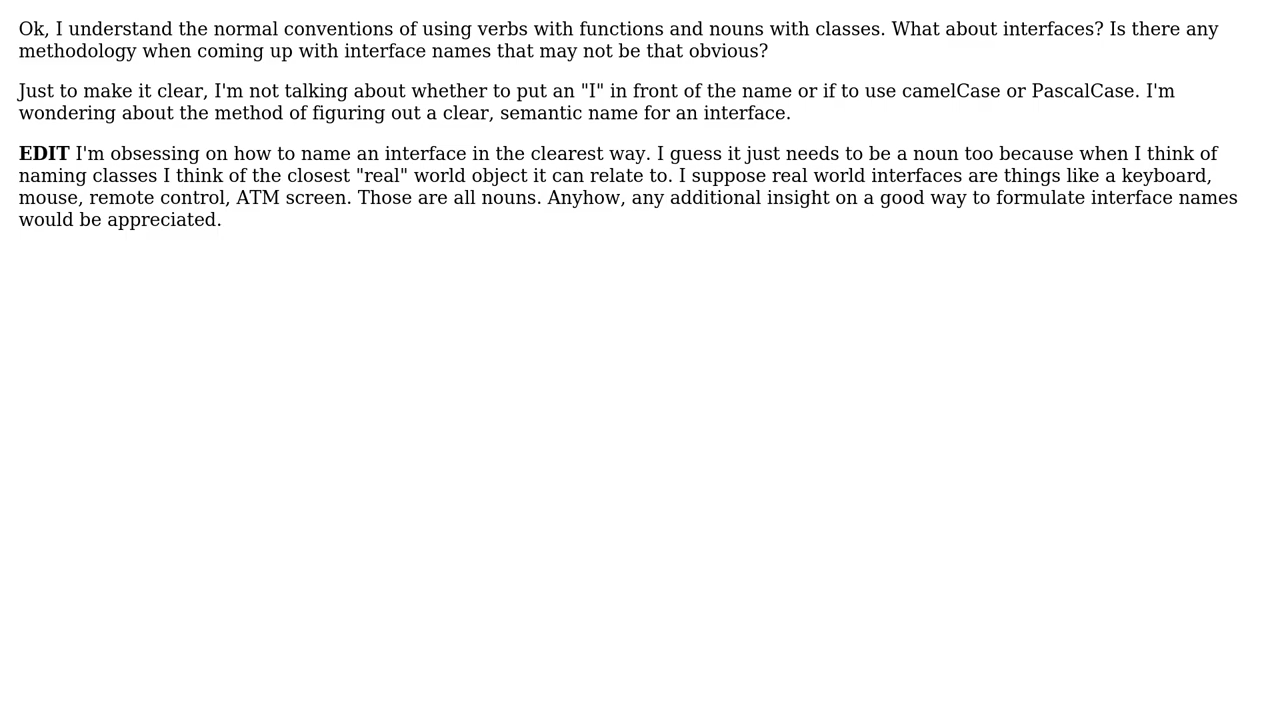 Ok, I understand the normal conventions of using verbs with functions and nouns with classes. What about interfaces? Is there any
methodology when coming up with interface names that may not be that obvious?
Just to make it clear, I'm not talking about whether to put an "I" in front of the name or if to use camelCase or PascalCase. I'm
wondering about the method of figuring out a clear, semantic name for an interface.
EDIT I'm obsessing on how to name an interface in the clearest way. I guess it just needs to be a noun too because when I think of
naming classes I think of the closest "real" world object it can relate to. I suppose real world interfaces are things like a keyboard,
mouse, remote control, ATM screen. Those are all nouns. Anyhow, any additional insight on a good way to formulate interface names
would be appreciated.